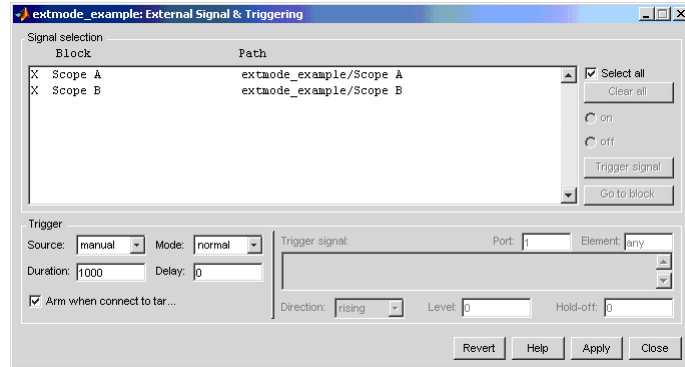 extmode_example: External Signal & Triggering
Signal selection
Block Path
X Scope A extmode_example/Scope A
X Scope B extmode_example/Scope B
Select all
Clear all
on
off
Trigger signal
Go to block
Trigger
Source: manual Mode: normal
Duration: 1000 Delay: 0
Arm when connect to tar...
Trigger signal: Port: 1 Element: any
Direction: rising Level: 0 Hold-off: 0
Revert Help Apply Close